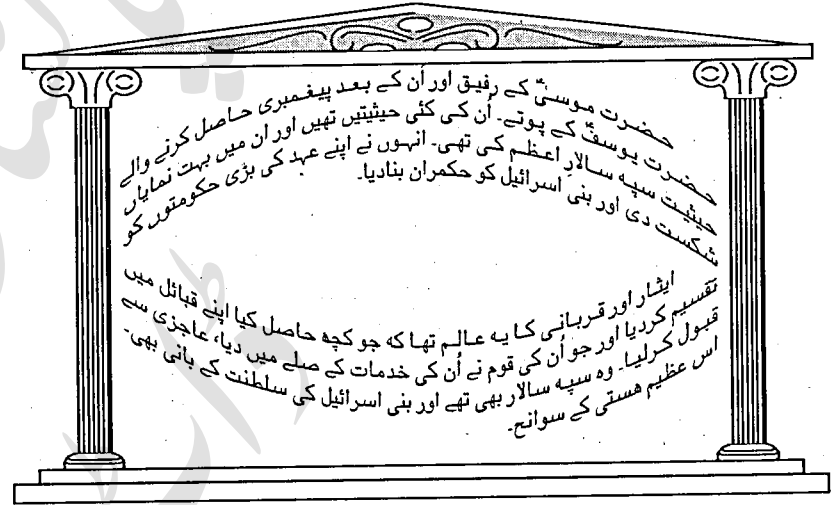 حضرت موسیٰؑ کے رفیق اور اُن کے بعد پیغمبری حاصل کرنے والے
حضرت یوسفؑ کے پوتے۔ اُن کی کئی حیثیتیں تھیں اور ان میں بہت نمایاں
حیثیت سپہ سالارِ اعظم کی تھی۔ انہوں نے اپنے عہد کی بڑی حکومتوں کو
شکست دی اور بنی اسرائیل کو حکمران بنادیا۔
ایثار اور قربانی کا یہ عالم تھا کہ جو کچھ حاصل کیا اپنے قبائل میں
تقسیم کردیا اور جو اُن کی قوم نے اُن کی خدمات کے صلے میں دیا، عاجزی سے
قبول کرلیا۔ وہ سپہ سالار بھی تھے اور بنی اسرائیل کی سلطنت کے بانی بھی۔
اس عظیم ھستی کے سوانح۔